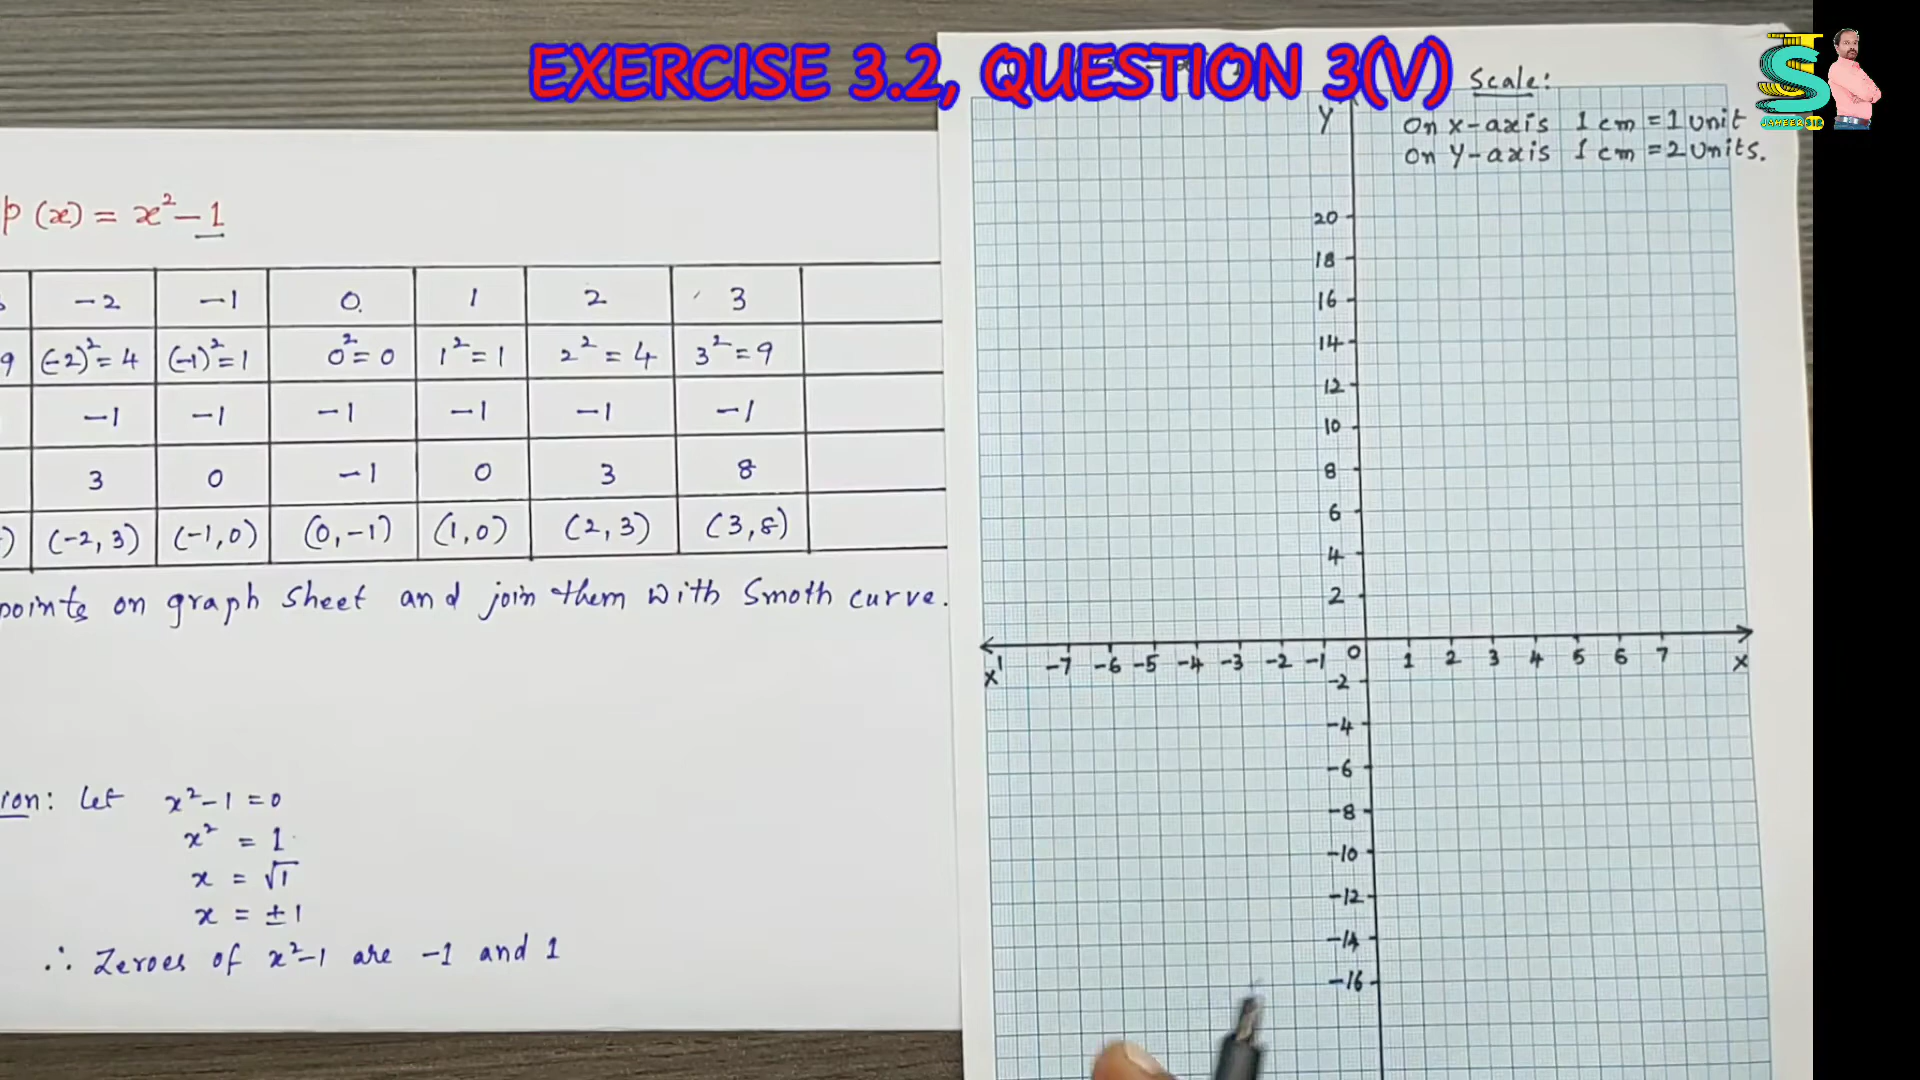 EXERCISE 3.2, QUESTION 3(V)
JAHEER SIR
p(x) = x²-1
-2 -1 0 1 2 3
9 (-2)²=4 (-1)²=1 0²=0 1²=1 2²=4 3²=9
-1 -1 -1 -1 -1 -1
3 0 -1 0 3 8
) (-2,3) (-1,0) (0,-1) (1,0) (2,3) (3,8)
points on graph sheet and join them with Smoth curve.
ion: Let x²-1=0
x² = 1
x = √1
x = ±1
∴ Zeroes of x²-1 are -1 and 1
Scale:
On x-axis 1 cm = 1 Unit
On y-axis 1 cm = 2 Units.
Y
20
18
16
14
12
10
8
6
4
2
X' -7 -6 -5 -4 -3 -2 -1 0 1 2 3 4 5 6 7 X
-2
-4
-6
-8
-10
-12
-14
-16